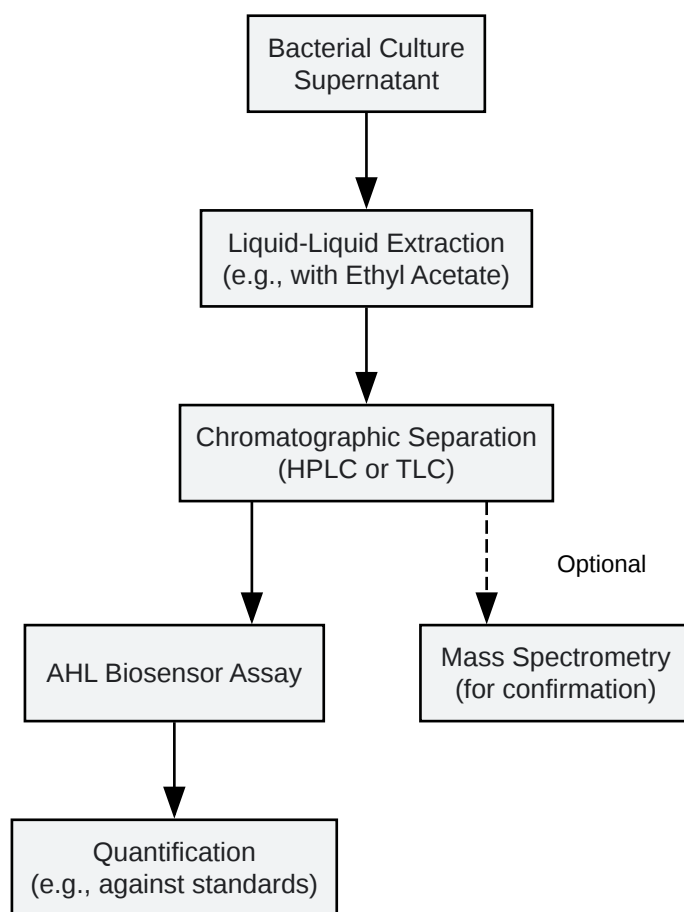 Bacterial Culture
Supernatant
Liquid-Liquid Extraction
(e.g., with Ethyl Acetate)
Chromatographic Separation
(HPLC or TLC)
Optional
AHL Biosensor Assay
Mass Spectrometry
(for confirmation)
Quantification
(e.g., against standards)